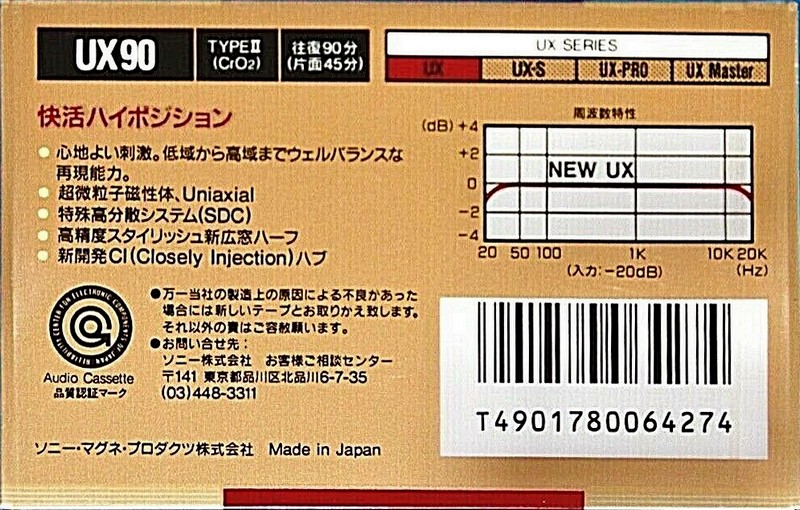 UX90
TYPEⅡ
(CrO₂)
往復90分
(片面45分)
UX SERIES
UX
UX-S
UX-PRO
UX Master
快活ハイポジション
心地よい刺激。低域から高域までウェルバランスな
再現能力。
超微粒子磁性体、Uniaxial
特殊高分散システム(SDC)
高精度スタイリッシュ新広窓ハーフ
新開発CI(Closely Injection)ハブ
周波数特性
(dB) +4
+2
0
−2
−4
NEW UX
20 50 100 1K 10K 20K
(入力:−20dB) (Hz)
CENTER FOR ELECTRONIC COMPONENTS OF JAPAN RELIABILITY
Audio Cassette
品質認証マーク
●万一当社の製造上の原因による不良があった
場合には新しいテープとお取りかえ致します。
それ以外の責はご容赦願います。
●お問い合せ先:
ソニー株式会社 お客様ご相談センター
〒141 東京都品川区北品川6-7-35
(03)448-3311
T4901780064274
ソニー・マグネ・プロダクツ株式会社 Made in Japan